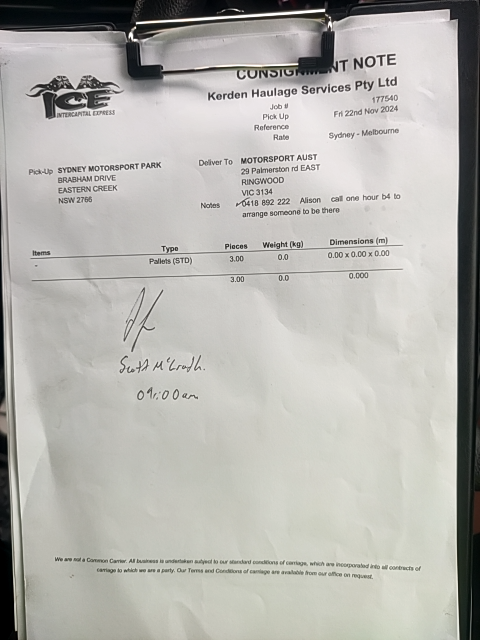 CONSIGNMENT NOTE
Kerden Haulage Services Pty Ltd
ICE
INTERCAPITAL EXPRESS
Job # 177540
Pick Up Fri 22nd Nov 2024
Reference
Rate Sydney - Melbourne
Pick-Up SYDNEY MOTORSPORT PARK
BRABHAM DRIVE
EASTERN CREEK
NSW 2766
Deliver To MOTORSPORT AUST
29 Palmerston rd EAST
RINGWOOD
VIC 3134
Notes 0418 892 222 Alison call one hour b4 to
arrange someone to be there
Items Type Pieces Weight (kg) Dimensions (m)
- Pallets (STD) 3.00 0.0 0.00 x 0.00 x 0.00
3.00 0.0 0.000
Scott McGrath.
09:00am
We are not a Common Carrier. All business is undertaken subject to our standard conditions of carriage, which are incorporated into all contracts of
carriage to which we are a party. Our Terms and Conditions of carriage are available from our office on request.